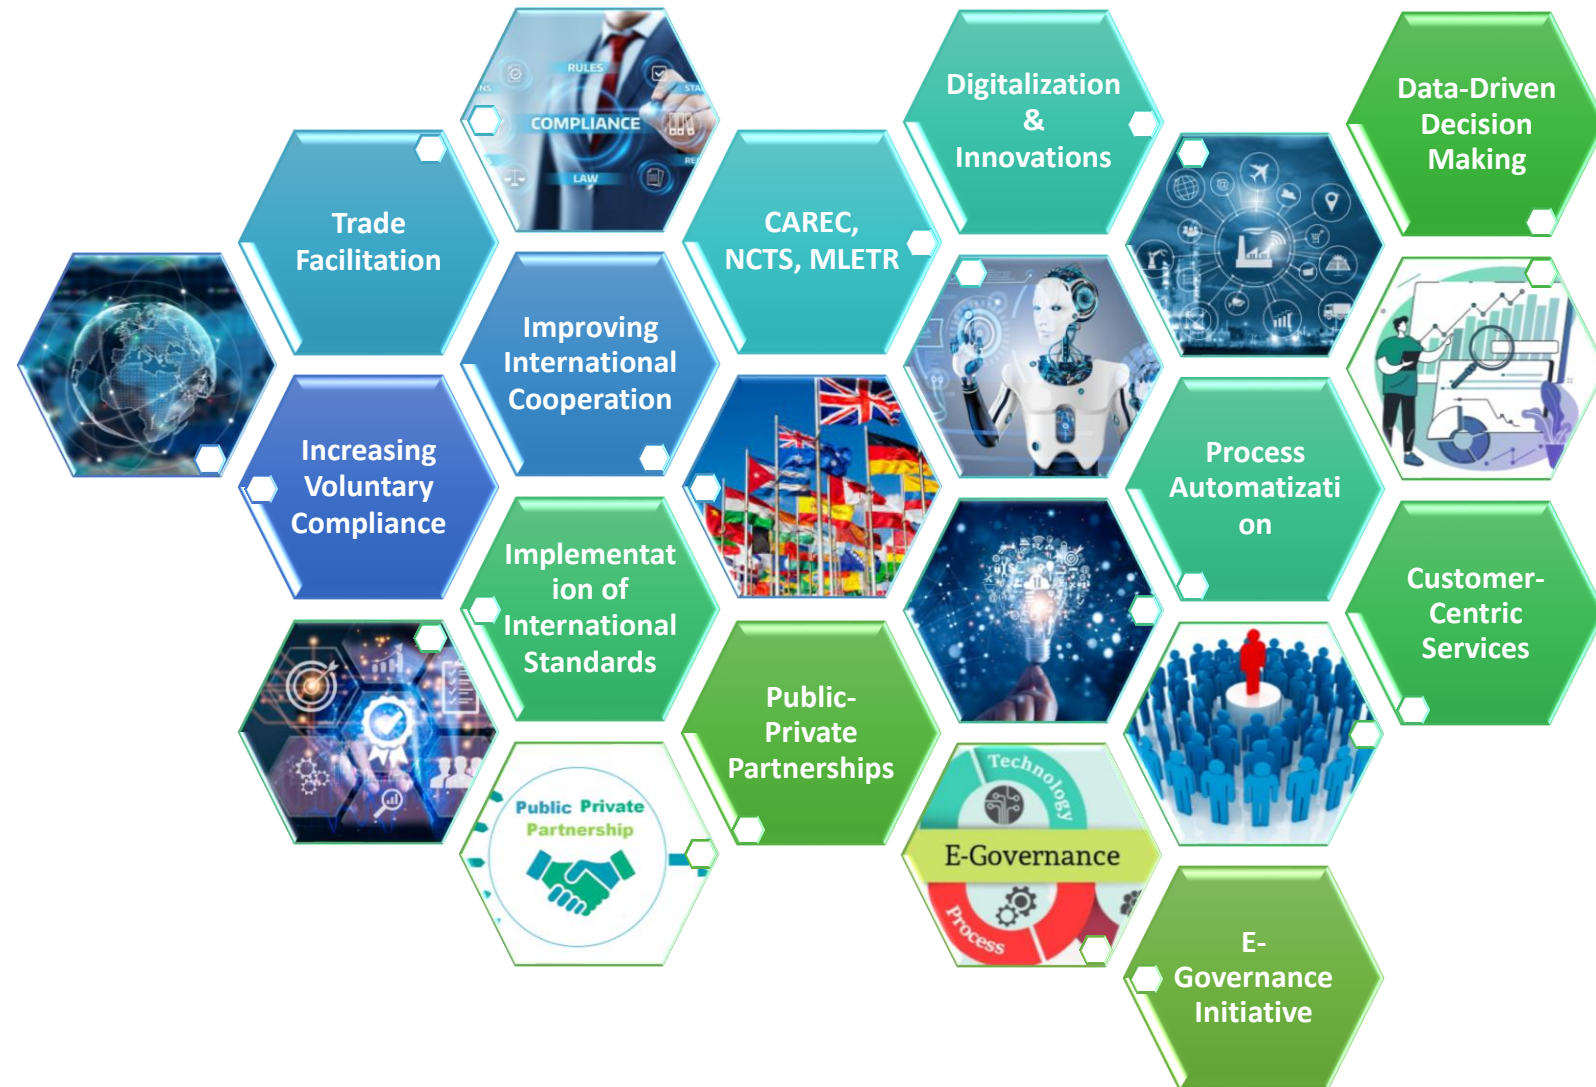 RULES
COMPLIANCE
LAW
Digitalization
&
Innovations
Data-Driven
Decision
Making
Trade
Facilitation
CAREC,
NCTS, MLETR
Improving
International
Cooperation
Increasing
Voluntary
Compliance
Process
Automatizati
on
Implementat
ion of
International
Standards
Customer-
Centric
Services
Public-
Private
Partnerships
Public Private
Partnership
Technology
E-Governance
Process
E-
Governance
Initiative